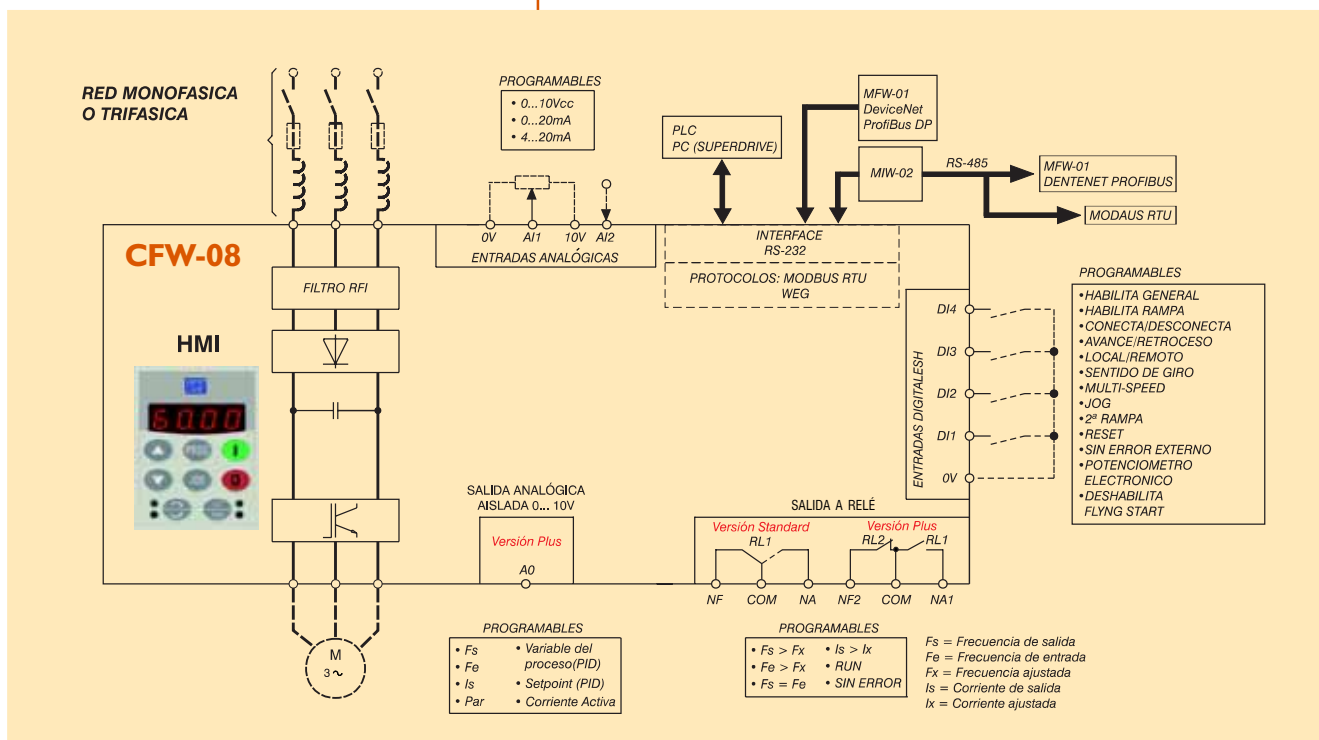 RED MONOFASICA
O TRIFASICA
PROGRAMABLES
• 0...10Vcc
• 0...20mA
• 4...20mA
PLC
PC (SUPERDRIVE)
MFW-01
DeviceNet
ProfiBus DP
MIW-02
RS-485
MFW-01
DENTENET PROFIBUS
MODAUS RTU
CFW-08
0V AI1 10V AI2
ENTRADAS ANALÓGICAS
INTERFACE
RS-232
PROTOCOLOS: MODBUS RTU
WEG
FILTRO RFI
HMI
60.00
PROG
I
JOG
0
ENTRADAS DIGITALESH
DI4
DI3
DI2
DI1
0V
PROGRAMABLES
•HABILITA GENERAL
•HABILITA RAMPA
•CONECTA/DESCONECTA
•AVANCE/RETROCESO
•LOCAL/REMOTO
•SENTIDO DE GIRO
•MULTI-SPEED
•JOG
•2ª RAMPA
•RESET
•SIN ERROR EXTERNO
•POTENCIOMETRO
ELECTRONICO
•DESHABILITA
FLYNG START
SALIDA ANALÓGICA
AISLADA 0... 10V
Versión Plus
A0
SALIDA A RELÉ
Versión Standard
RL1
Versión Plus
RL2 RL1
NF COM NA NF2 COM NA1
M
3~
PROGRAMABLES
• Fs
• Fe
• Is
• Par
• Variable del
proceso(PID)
• Setpoint (PID)
• Corriente Activa
PROGRAMABLES
• Fs > Fx
• Fe > Fx
• Fs = Fe
• Is > Ix
• RUN
• SIN ERROR
Fs = Frecuencia de salida
Fe = Frecuencia de entrada
Fx = Frecuencia ajustada
Is = Corriente de salida
Ix = Corriente ajustada